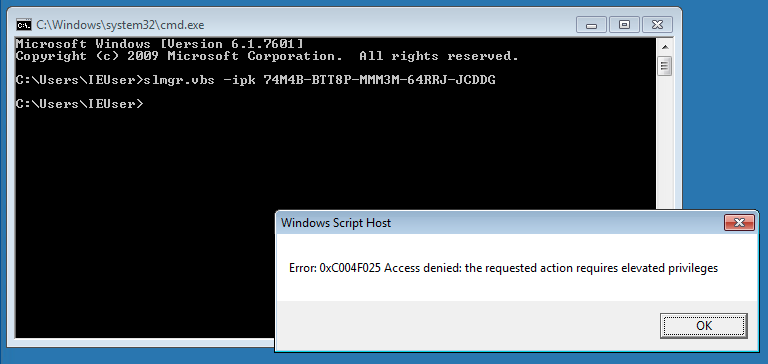 C:\Windows\system32\cmd.exe
Microsoft Windows [Version 6.1.7601]
Copyright (c) 2009 Microsoft Corporation.  All rights reserved.
C:\Users\IEUser>slmgr.vbs -ipk 74M4B-BTT8P-MMM3M-64RRJ-JCDDG
C:\Users\IEUser>
Windows Script Host
Error: 0xC004F025 Access denied: the requested action requires elevated privileges
OK